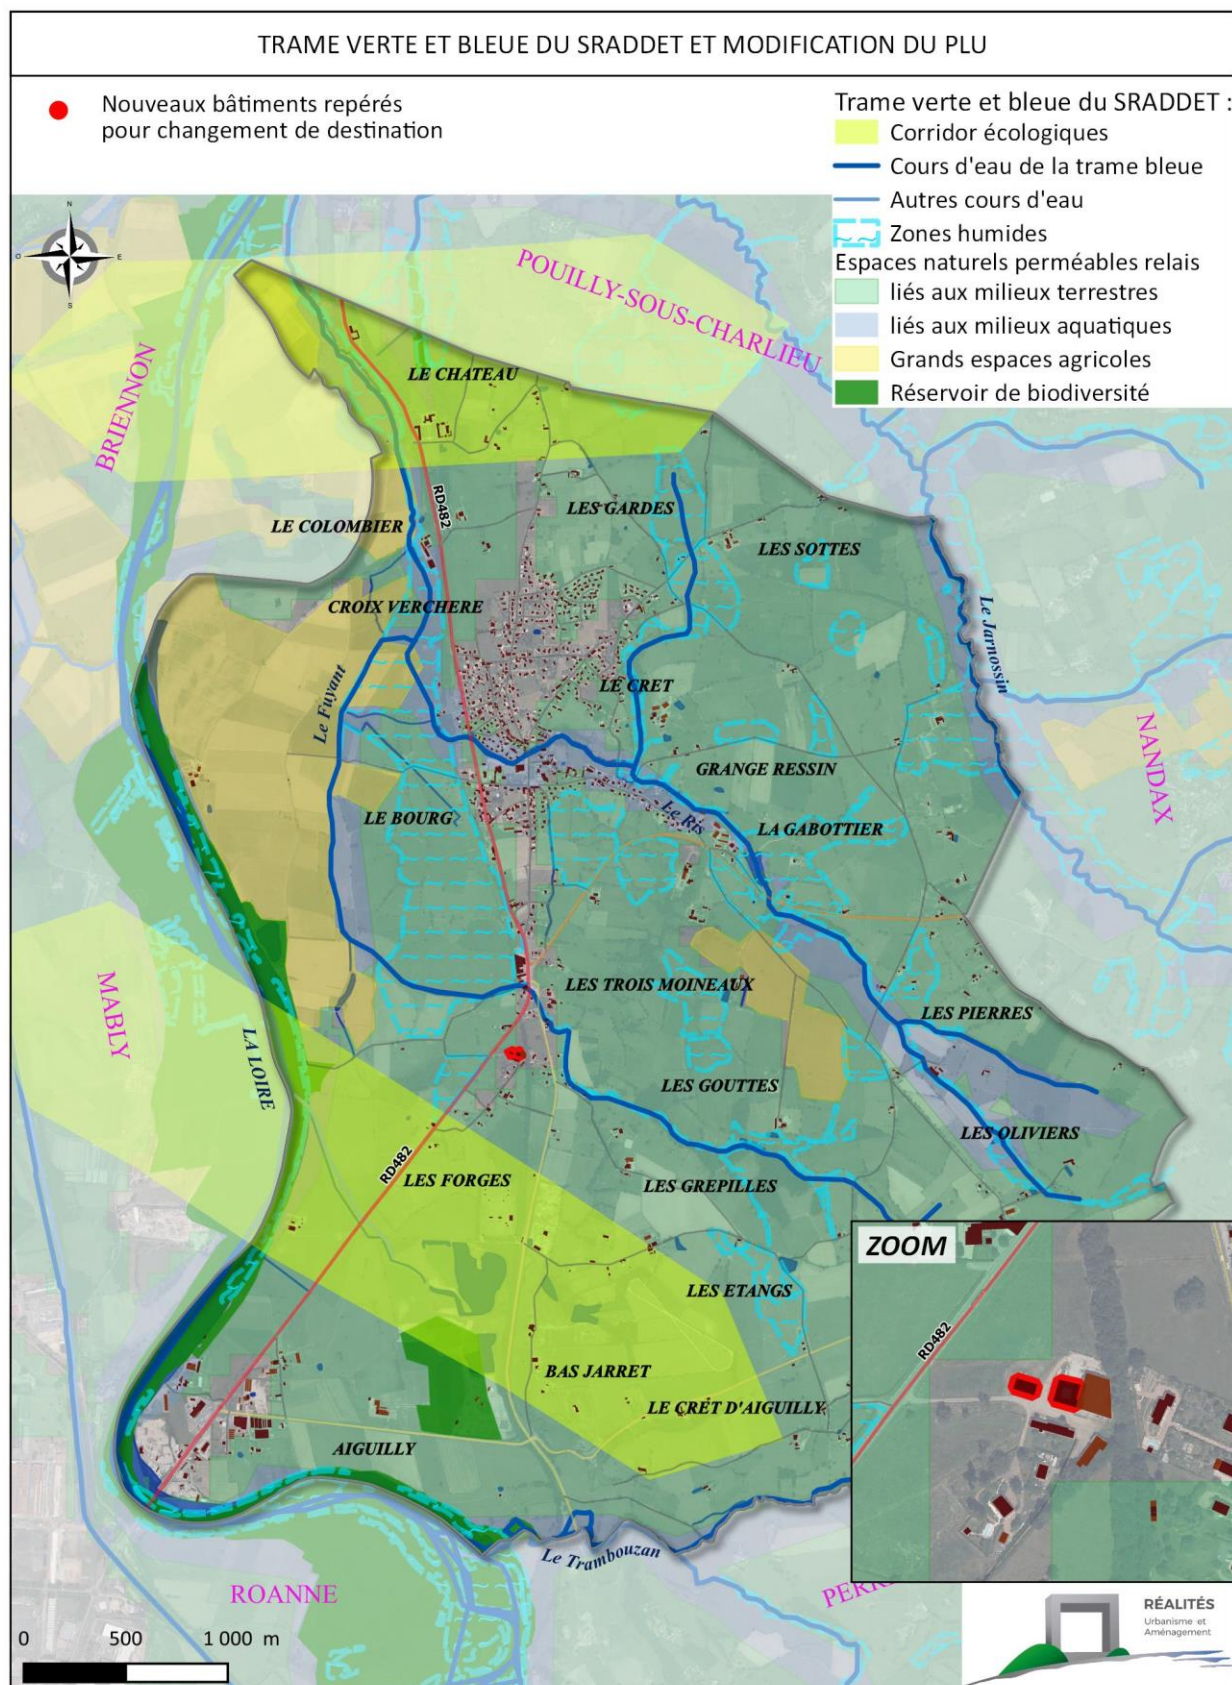 TRAME VERTE ET BLEUE DU SRADDET ET MODIFICATION DU PLU
Nouveaux bâtiments repérés
pour changement de destination
Trame verte et bleue du SRADDET :
Corridor écologiques
Cours d'eau de la trame bleue
Autres cours d'eau
Zones humides
Espaces naturels perméables relais
liés aux milieux terrestres
liés aux milieux aquatiques
Grands espaces agricoles
Réservoir de biodiversité
N
O
E
S
POUILLY-SOUS-CHARLIEU
BRIENNON
LE CHATEAU
RD482
LE COLOMBIER
LES GARDES
LES SOTTES
CROIX VERCHERE
Le Jarnossin
Le Fuyant
LE CRET
NANDAX
GRANGE RESSIN
LE BOURG
Le Ris
LA GABOTTIER
MABLY
LES TROIS MOINEAUX
LES PIERRES
LA LOIRE
LES GOUTTES
LES OLIVIERS
RD482
LES FORGES
LES GREPILLES
ZOOM
LES ETANGS
RD482
BAS JARRET
LE CRET D'AIGUILLY
AIGUILLY
Le Trambouzan
ROANNE
RÉALITÉS
Urbanisme et
Aménagement
0 500 1 000 m